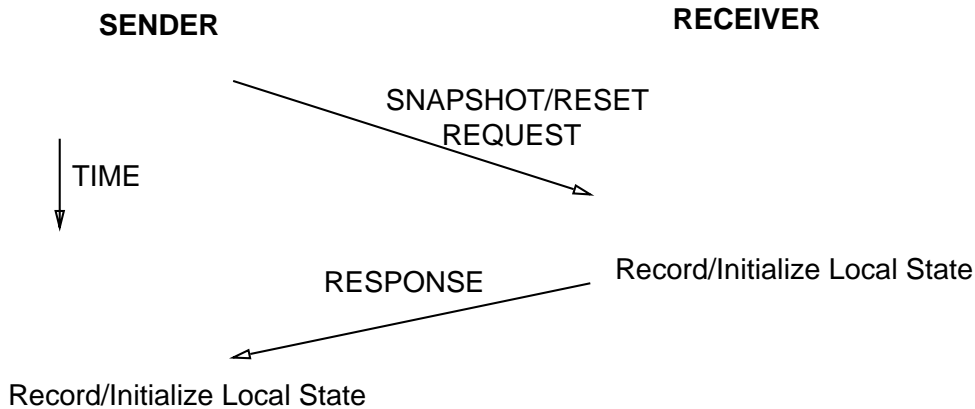 SENDER
RECEIVER
SNAPSHOT/RESET
REQUEST
TIME
Record/Initialize Local State
RESPONSE
Record/Initialize Local State